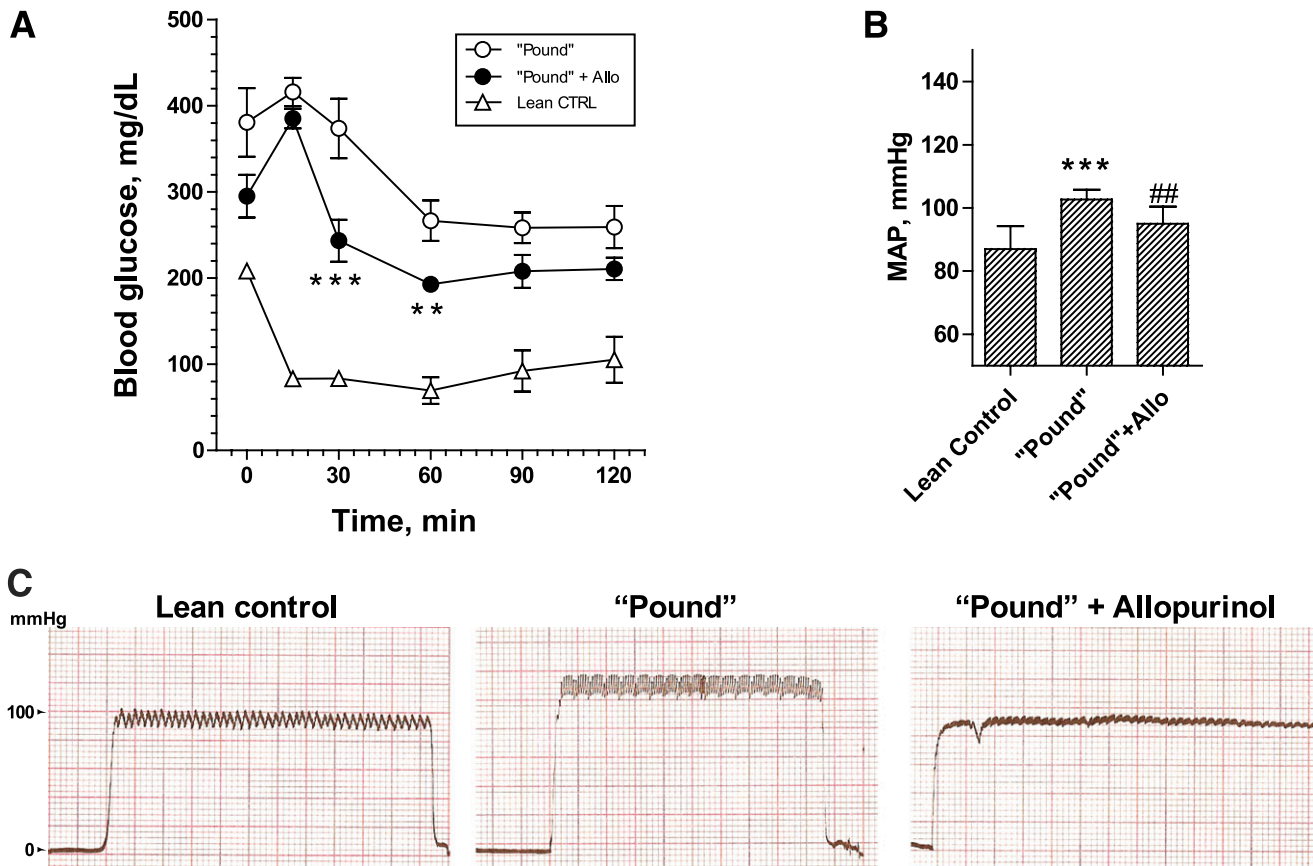 A
Blood glucose, mg/dL
500
400
300
200
100
0
"Pound"
"Pound" + Allo
Lean CTRL
***
**
0 30 60 90 120
Time, min
B
MAP, mmHg
140
120
100
80
60
***
##
Lean Control
"Pound"
"Pound"+Allo
C
mmHg
Lean control
“Pound”
“Pound” + Allopurinol
100
0